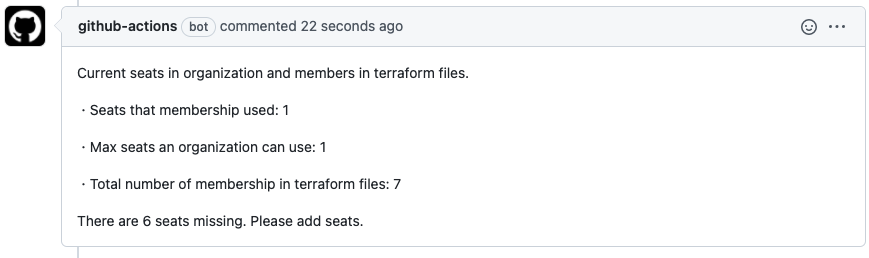 github-actions bot commented 22 seconds ago
Current seats in organization and members in terraform files.
・Seats that membership used: 1
・Max seats an organization can use: 1
・Total number of membership in terraform files: 7
There are 6 seats missing. Please add seats.